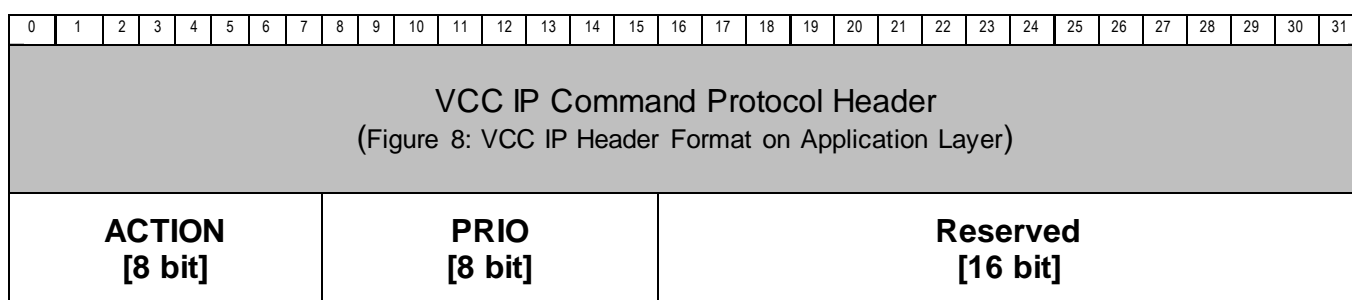 0 1 2 3 4 5 6 7 8 9 10 11 12 13 14 15 16 17 18 19 20 21 22 23 24 25 26 27 28 29 30 31
VCC IP Command Protocol Header
(Figure 8: VCC IP Header Format on Application Layer)
ACTION PRIO Reserved
[8 bit] [8 bit] [16 bit]